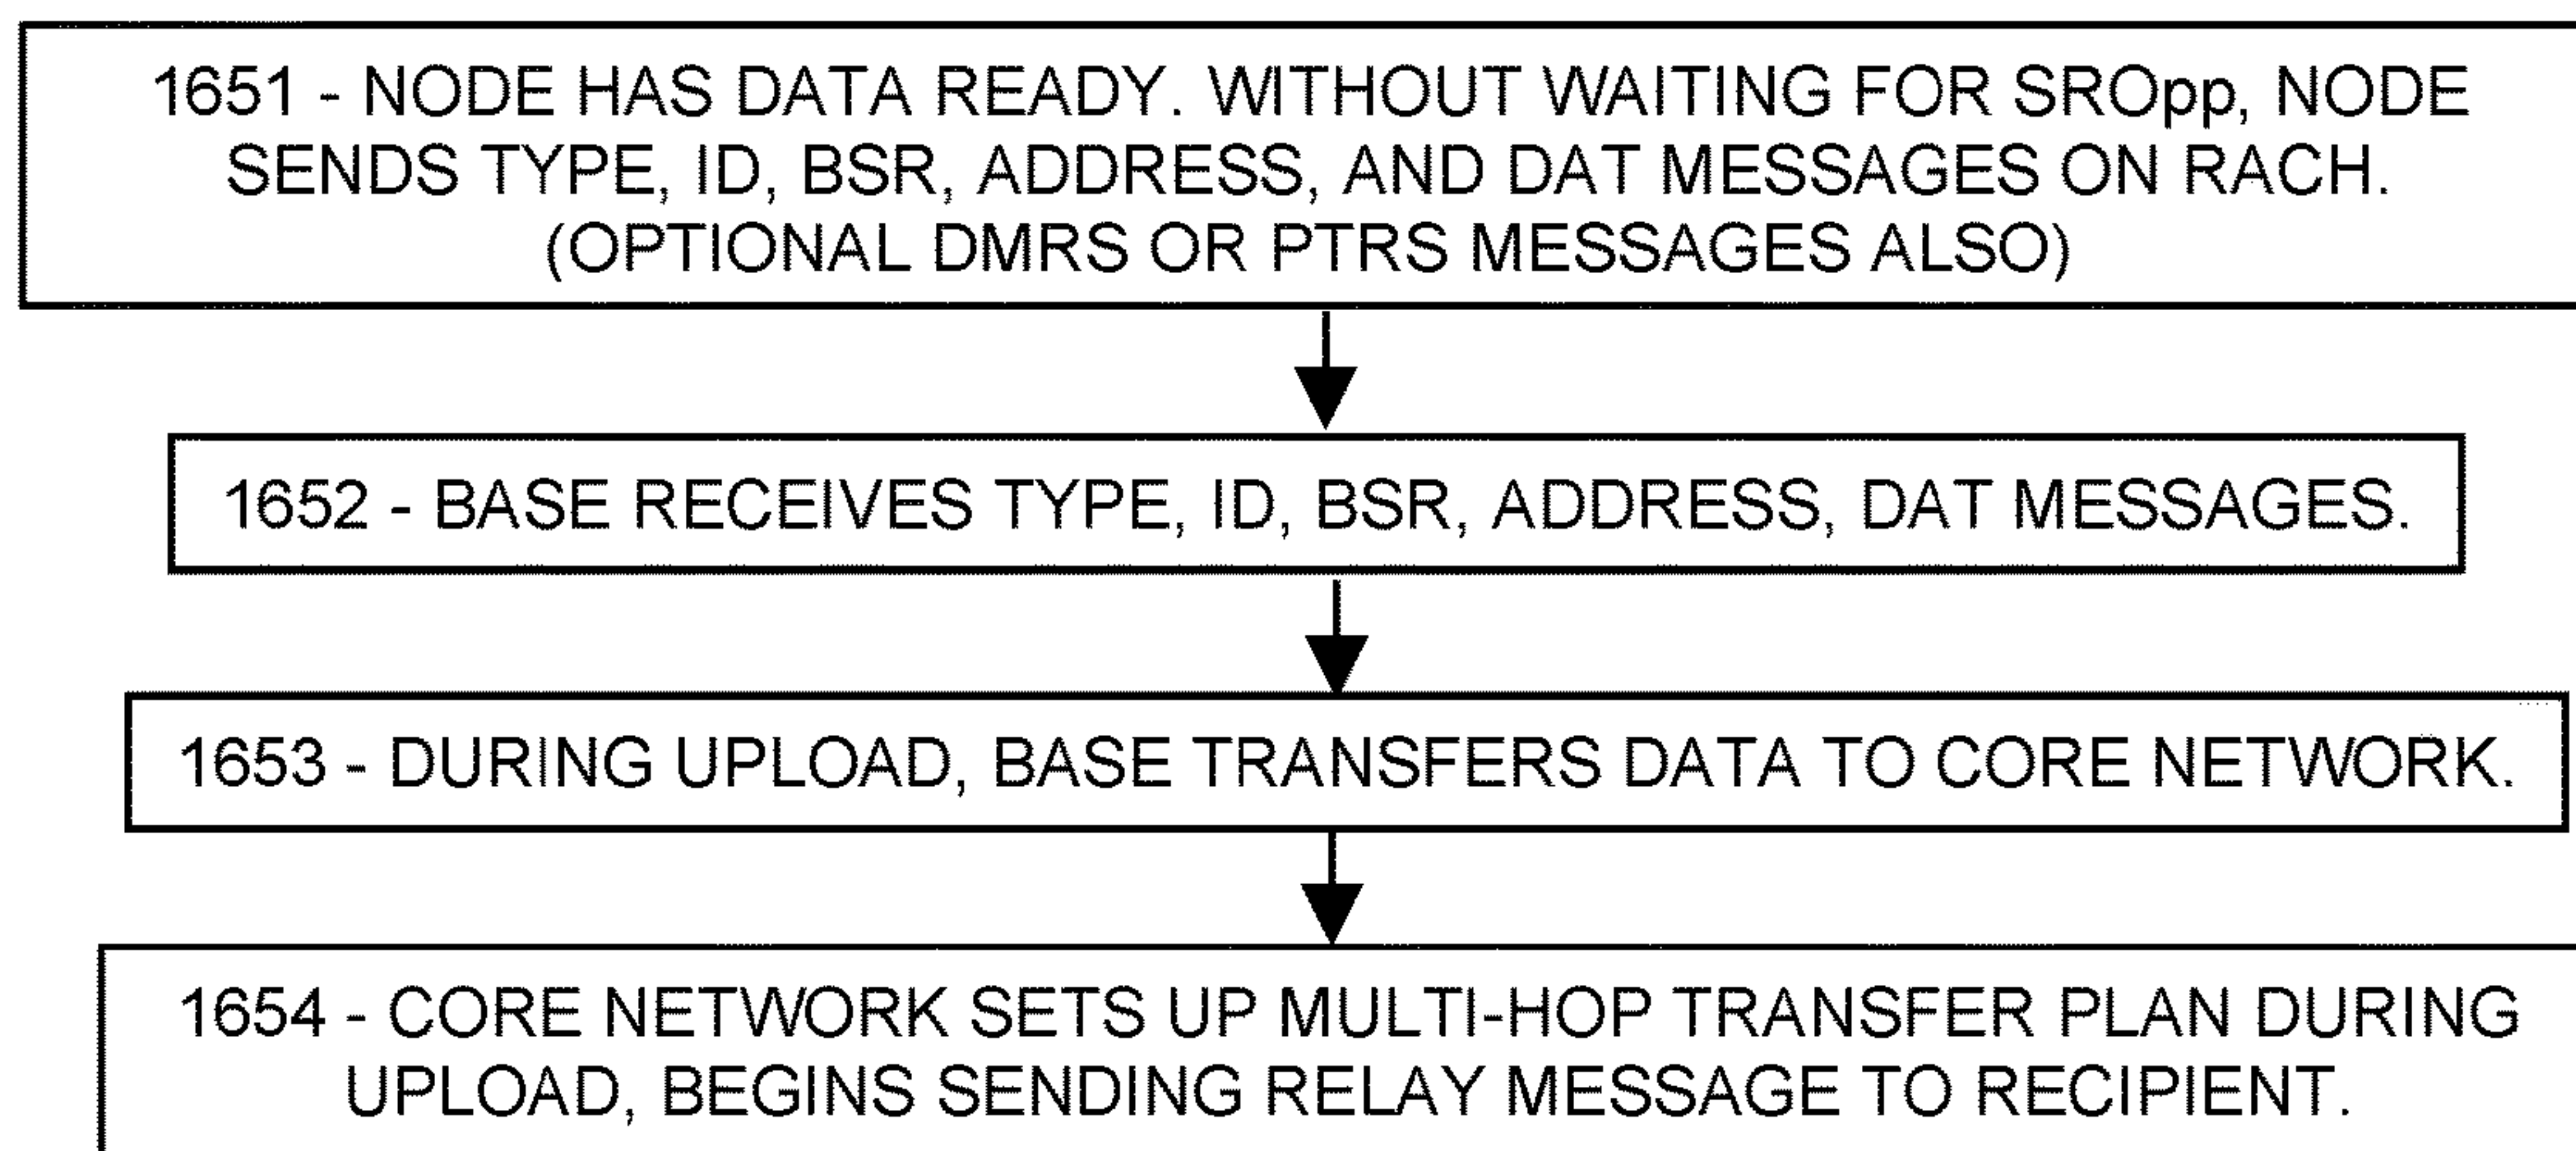 1651 - NODE HAS DATA READY. WITHOUT WAITING FOR SROpp, NODE
SENDS TYPE, ID, BSR, ADDRESS, AND DAT MESSAGES ON RACH.
(OPTIONAL DMRS OR PTRS MESSAGES ALSO)
1652 - BASE RECEIVES TYPE, ID, BSR, ADDRESS, DAT MESSAGES.
1653 - DURING UPLOAD, BASE TRANSFERS DATA TO CORE NETWORK.
1654 - CORE NETWORK SETS UP MULTI-HOP TRANSFER PLAN DURING
UPLOAD, BEGINS SENDING RELAY MESSAGE TO RECIPIENT.